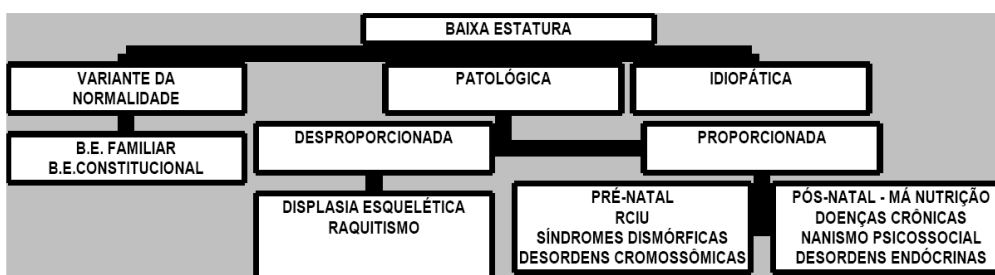 BAIXA ESTATURA
VARIANTE DA
NORMALIDADE
PATOLÓGICA
IDIOPÁTICA
B.E. FAMILIAR
B.E.CONSTITUCIONAL
DESPROPORCIONADA
PROPORCIONADA
DISPLASIA ESQUELÉTICA
RAQUITISMO
PRÉ-NATAL
RCIU
SÍNDROMES DISMÓRFICAS
DESORDENS CROMOSSÔMICAS
PÓS-NATAL - MÁ NUTRIÇÃO
DOENÇAS CRÔNICAS
NANISMO PSICOSSOCIAL
DESORDENS ENDÓCRINAS